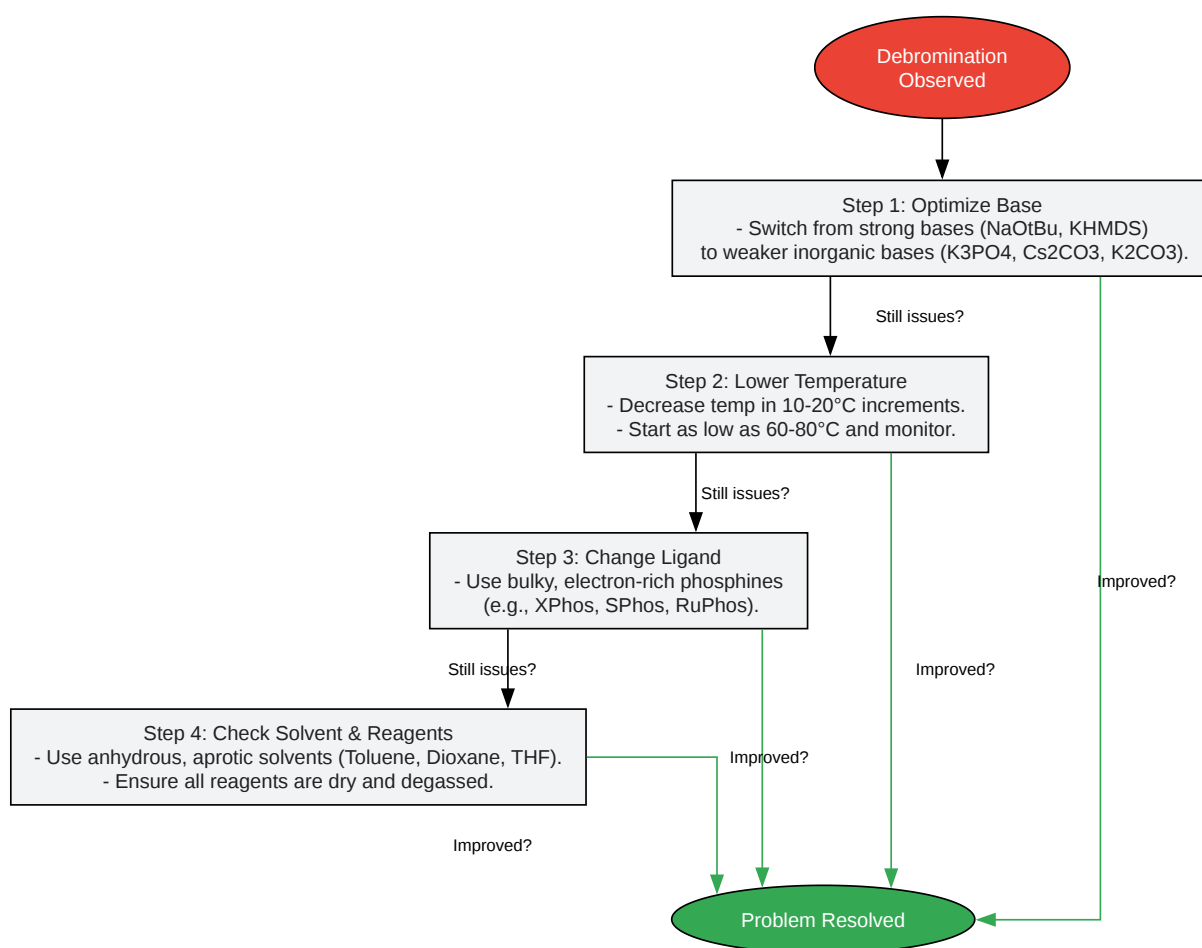 Debromination
Observed
Step 1: Optimize Base
- Switch from strong bases (NaOtBu, KHMDS)
to weaker inorganic bases (K3PO4, Cs2CO3, K2CO3).
Still issues?
Step 2: Lower Temperature
- Decrease temp in 10-20°C increments.
- Start as low as 60-80°C and monitor.
Still issues?
Step 3: Change Ligand
- Use bulky, electron-rich phosphines
(e.g., XPhos, SPhos, RuPhos).
Improved?
Still issues?
Improved?
Step 4: Check Solvent & Reagents
- Use anhydrous, aprotic solvents (Toluene, Dioxane, THF).
- Ensure all reagents are dry and degassed.
Improved?
Improved?
Problem Resolved